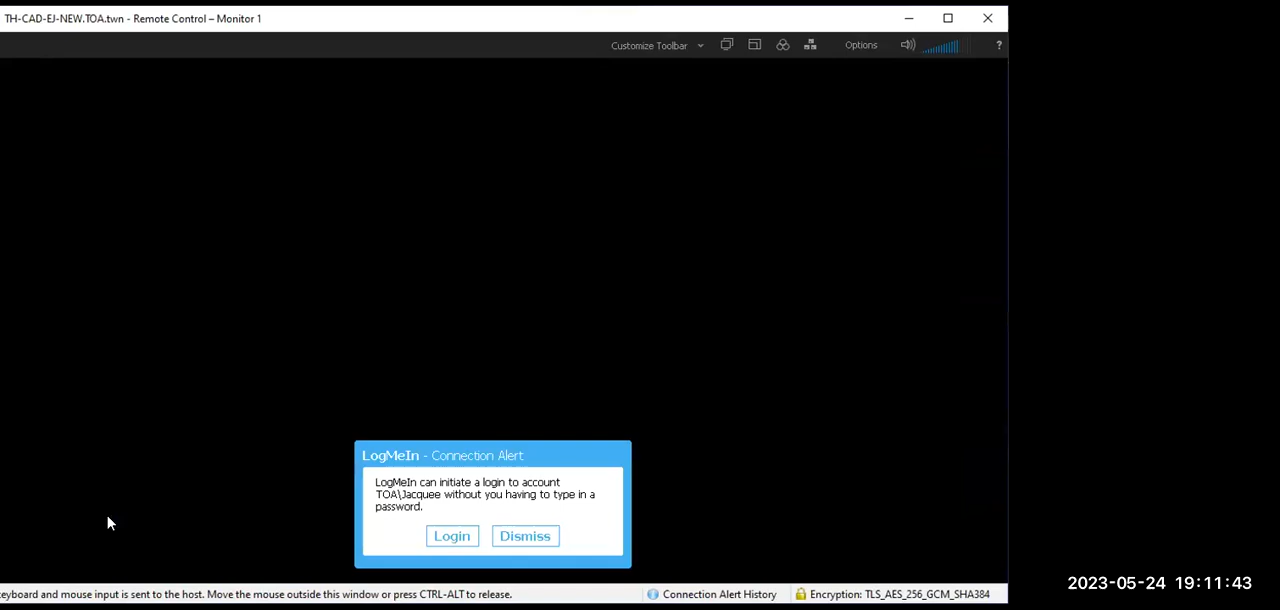 TH-CAD-EJ-NEW.TOA.twn - Remote Control – Monitor 1
Customize Toolbar
Options
?
LogMeIn - Connection Alert
LogMeIn can initiate a login to account
TOA\Jacquee without you having to type in a
password.
Login
Dismiss
eyboard and mouse input is sent to the host. Move the mouse outside this window or press CTRL-ALT to release.
Connection Alert History
Encryption: TLS_AES_256_GCM_SHA384
2023-05-24 19:11:43